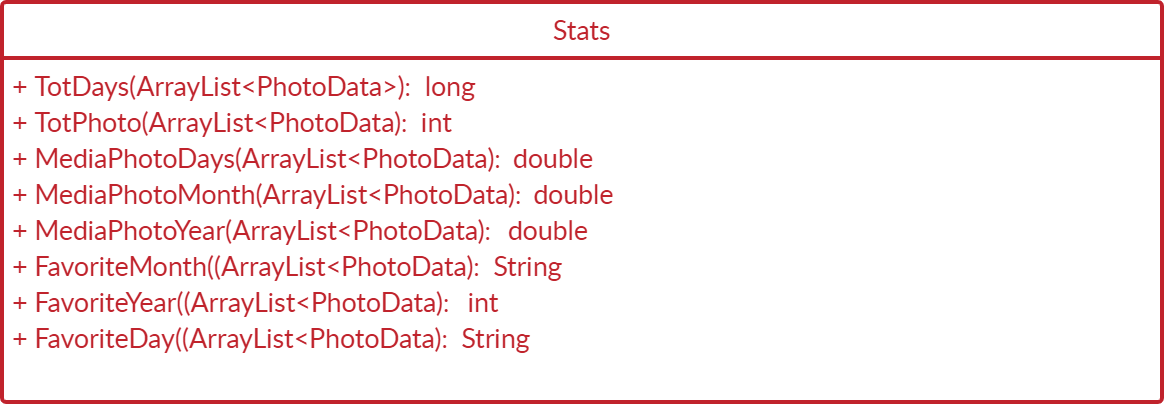 Stats
+ TotDays(ArrayList<PhotoData>): long
+ TotPhoto(ArrayList<PhotoData): int
+ MediaPhotoDays(ArrayList<PhotoData): double
+ MediaPhotoMonth(ArrayList<PhotoData): double
+ MediaPhotoYear(ArrayList<PhotoData): double
+ FavoriteMonth((ArrayList<PhotoData): String
+ FavoriteYear((ArrayList<PhotoData): int
+ FavoriteDay((ArrayList<PhotoData): String